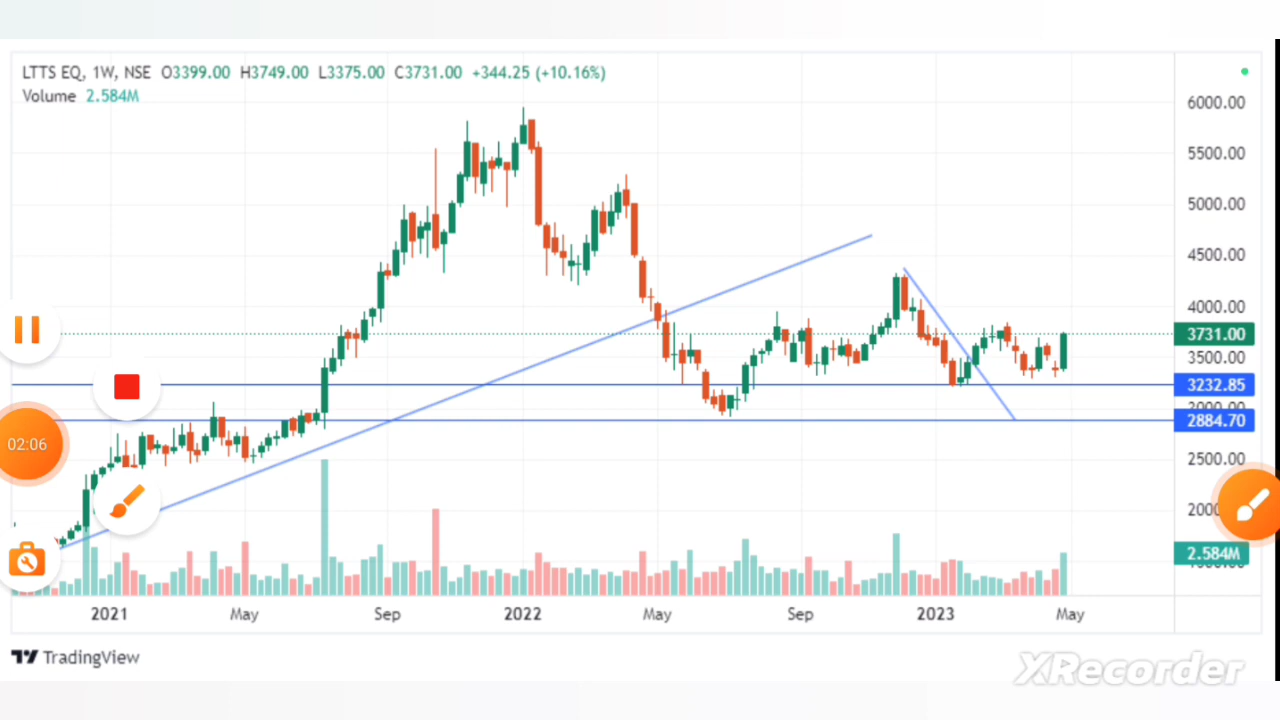 LTTS EQ, 1W, NSE O3399.00 H3749.00 L3375.00 C3731.00 +344.25 (+10.16%)
Volume 2.584M
6000.00
5500.00
5000.00
4500.00
4000.00
3731.00
3500.00
3232.85
2884.70
2500.00
02:06
2.584M
2021 May Sep 2022 May Sep 2023 May
TradingView
XRecorder